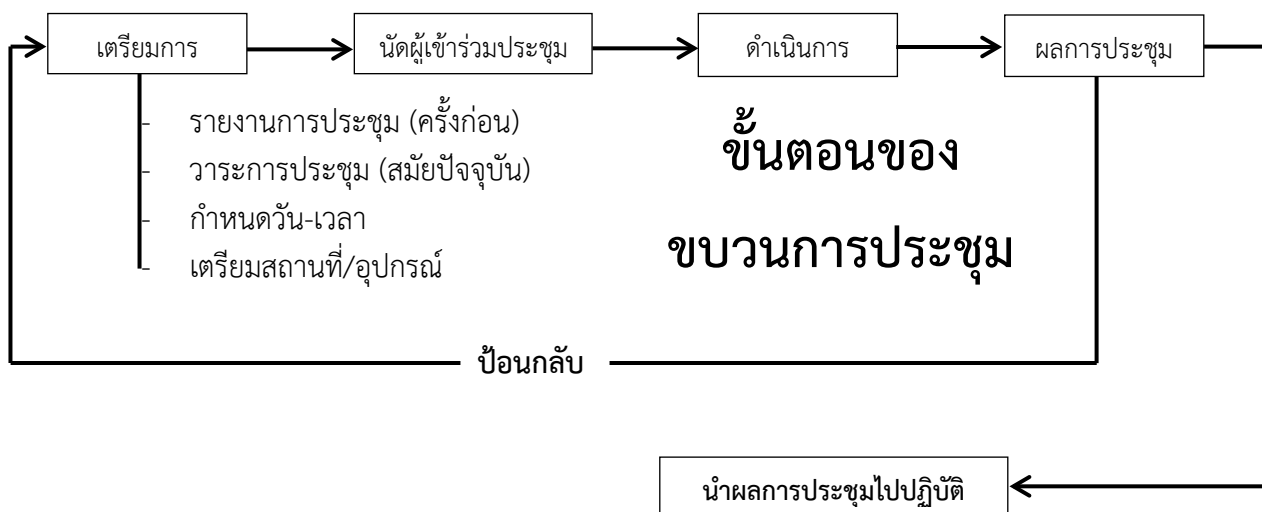 เตรียมการ
นัดผู้เข้าร่วมประชุม
ดำเนินการ
ผลการประชุม
- รายงานการประชุม (ครั้งก่อน)
- วาระการประชุม (สมัยปัจจุบัน)
- กำหนดวัน-เวลา
- เตรียมสถานที่/อุปกรณ์
ขั้นตอนของ
ขบวนการประชุม
ป้อนกลับ
นำผลการประชุมไปปฏิบัติ